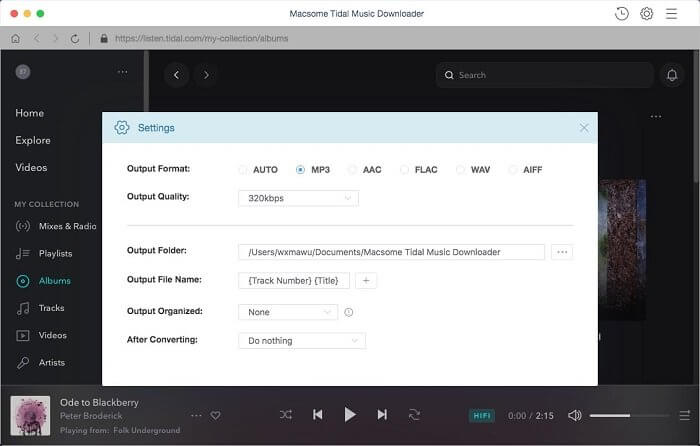 Macsome Tidal Music Downloader
https://listen.tidal.com/my-collection/albums
87
Search
Home
Explore
Videos
MY COLLECTION
Mixes & Radio
Playlists
Albums
Tracks
Videos
Artists
Settings
Output Format: AUTO MP3 AAC FLAC WAV AIFF
Output Quality: 320kbps
Output Folder: /Users/wxmawu/Documents/Macsome Tidal Music Downloader ...
Output File Name: {Track Number} {Title} +
Output Organized: None
After Converting: Do nothing
Ode to Blackberry
Peter Broderick
Playing from: Folk Underground
HIFI 0:00 / 2:15